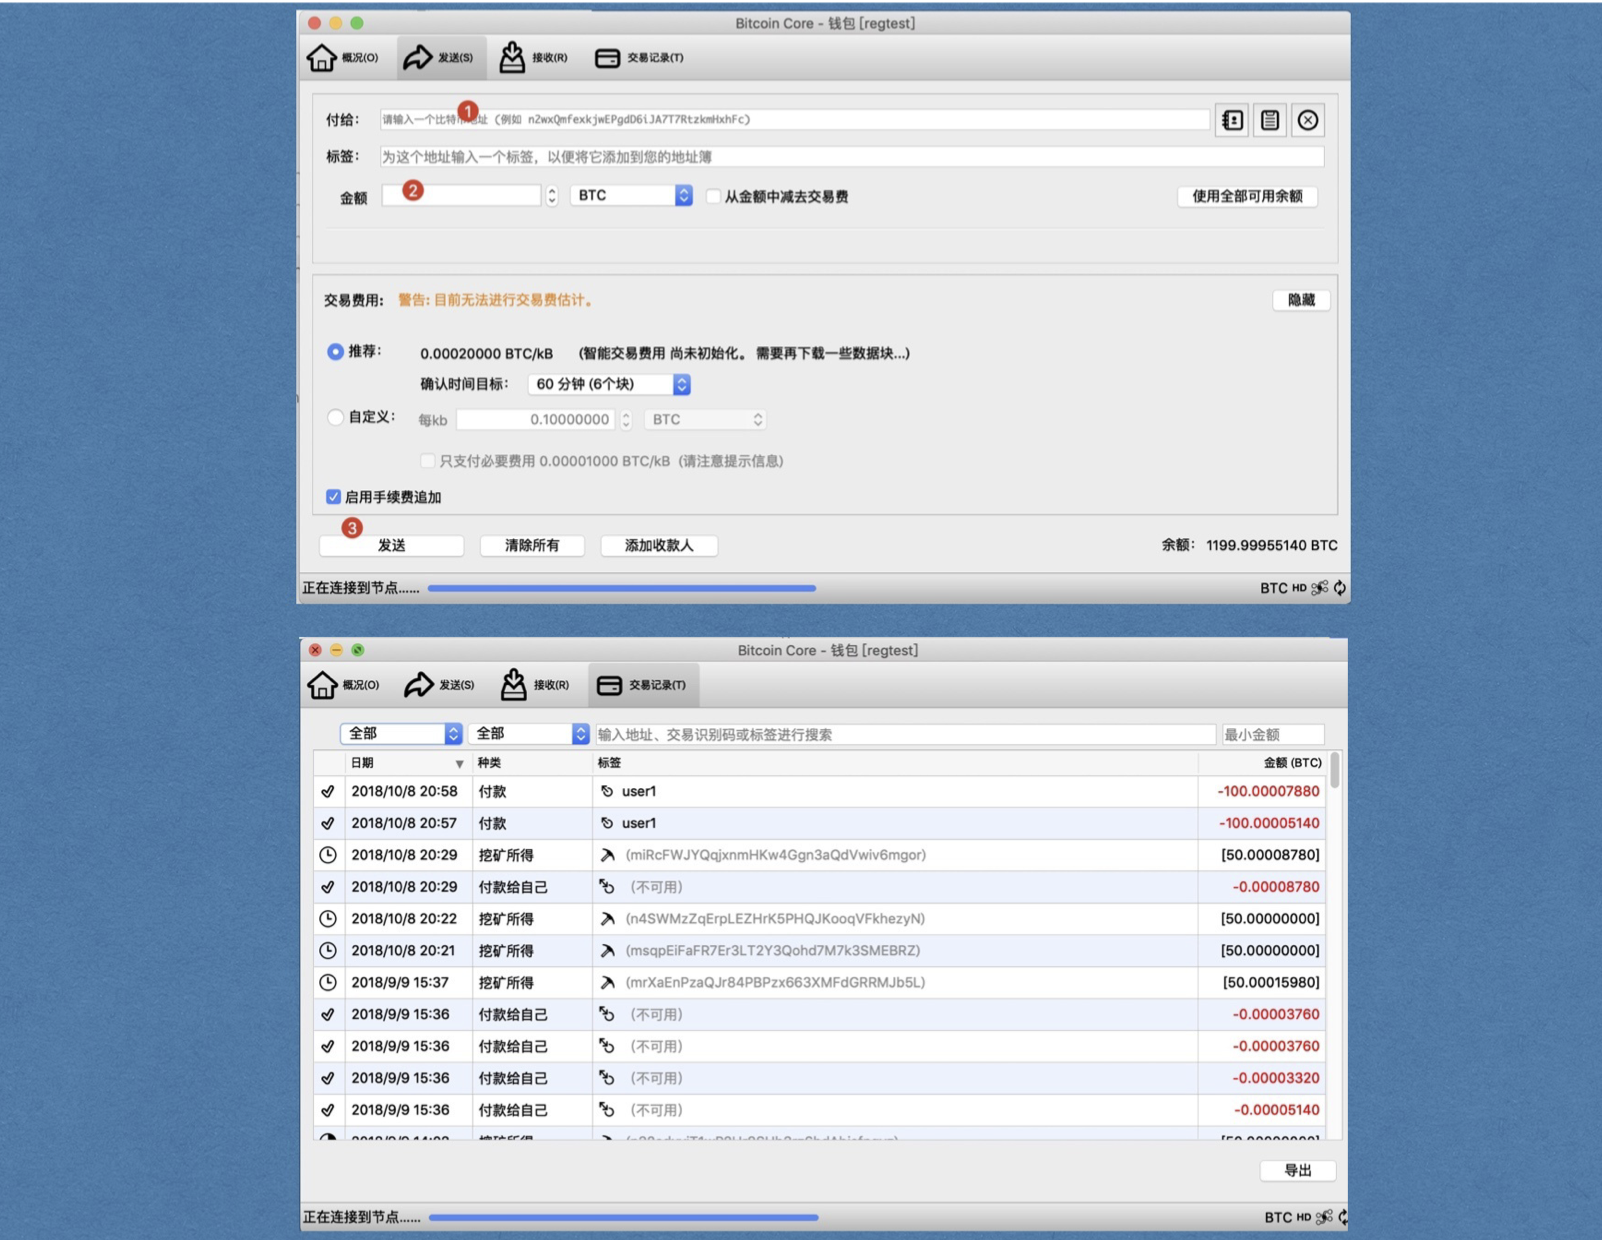 Bitcoin Core - 钱包 [regtest]
概况(O) 发送(S) 接收(R) 交易记录(T)
1
付给: 请输入一个比特币地址 (例如 n2wxQmfexkjwEPgdD6iJA7T7RtzkmHxhFc)
标签: 为这个地址输入一个标签，以便将它添加到您的地址簿
金额 2 BTC 从金额中减去交易费 使用全部可用余额
交易费用: 警告: 目前无法进行交易费估计。 隐藏
推荐: 0.00020000 BTC/kB (智能交易费用 尚未初始化。 需要再下载一些数据块...)
确认时间目标: 60 分钟 (6个块)
自定义: 每kb 0.10000000 BTC
只支付必要费用 0.00001000 BTC/kB (请注意提示信息)
启用手续费追加
3
发送 清除所有 添加收款人 余额: 1199.99955140 BTC
正在连接到节点...... BTC HD
Bitcoin Core - 钱包 [regtest]
概况(O) 发送(S) 接收(R) 交易记录(T)
全部 全部 输入地址、交易识别码或标签进行搜索 最小金额
日期 种类 标签 金额 (BTC)
2018/10/8 20:58 付款 user1 -100.00007880
2018/10/8 20:57 付款 user1 -100.00005140
2018/10/8 20:29 挖矿所得 (miRcFWJYQqjxnmHKw4Ggn3aQdVwiv6mgor) [50.00008780]
2018/10/8 20:29 付款给自己 (不可用) -0.00008780
2018/10/8 20:22 挖矿所得 (n4SWMzZqErpLEZHrK5PHQJKooqVFkhezyN) [50.00000000]
2018/10/8 20:21 挖矿所得 (msqpEiFaFR7Er3LT2Y3Qohd7M7k3SMEBRZ) [50.00000000]
2018/9/9 15:37 挖矿所得 (mrXaEnPzaQJr84PBPzx663XMFdGRRMJb5L) [50.00015980]
2018/9/9 15:36 付款给自己 (不可用) -0.00003760
2018/9/9 15:36 付款给自己 (不可用) -0.00003760
2018/9/9 15:36 付款给自己 (不可用) -0.00003320
2018/9/9 15:36 付款给自己 (不可用) -0.00005140
导出
正在连接到节点...... BTC HD